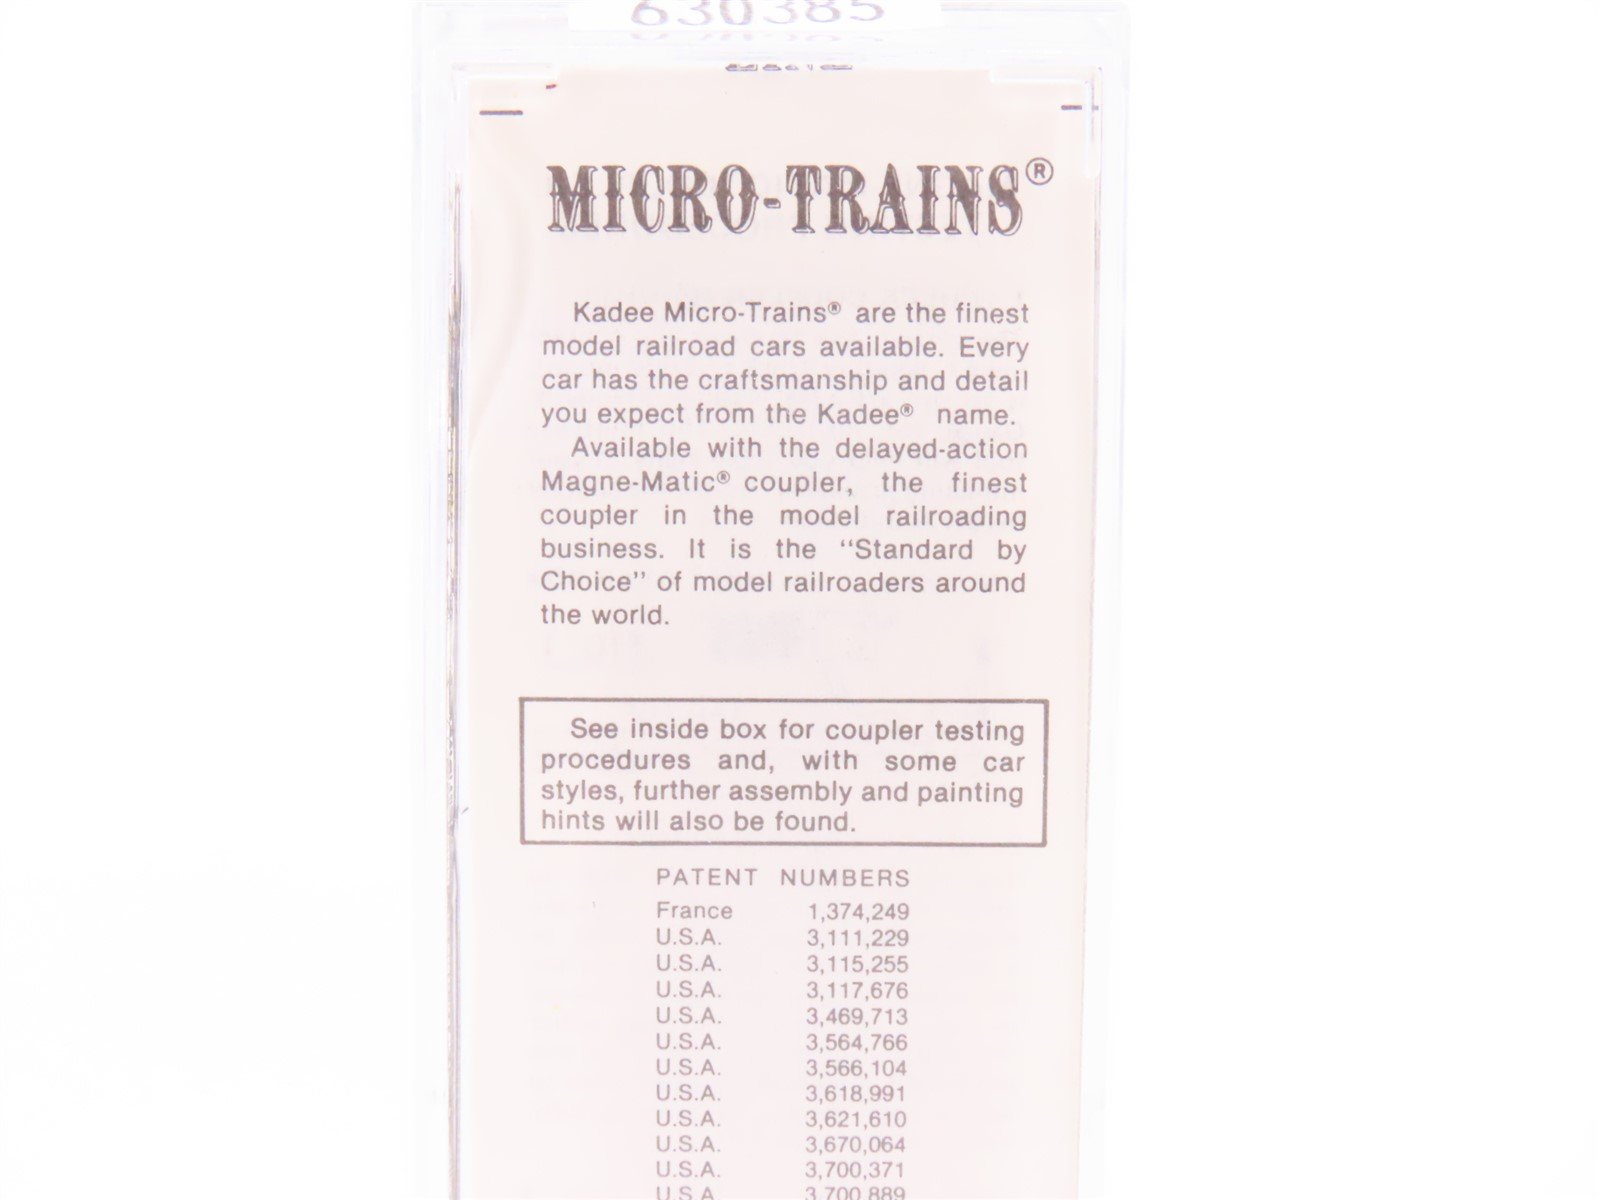 630385
MICRO-TRAINS®
Kadee Micro-Trains® are the finest
model railroad cars available. Every
car has the craftsmanship and detail
you expect from the Kadee® name.
Available with the delayed-action
Magne-Matic® coupler, the finest
coupler in the model railroading
business. It is the "Standard by
Choice" of model railroaders around
the world.
See inside box for coupler testing
procedures and, with some car
styles, further assembly and painting
hints will also be found.
PATENT NUMBERS
France 1,374,249
U.S.A. 3,111,229
U.S.A. 3,115,255
U.S.A. 3,117,676
U.S.A. 3,469,713
U.S.A. 3,564,766
U.S.A. 3,566,104
U.S.A. 3,618,991
U.S.A. 3,621,610
U.S.A. 3,670,064
U.S.A. 3,700,371
U.S.A. 3,700,889